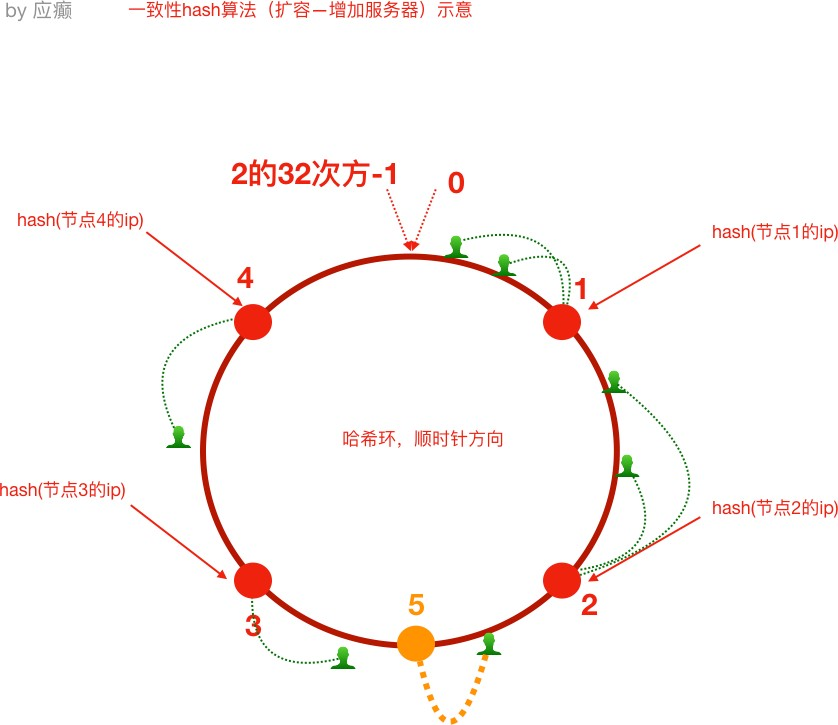 by 应癫
一致性hash算法（扩容—增加服务器）示意
2的32次方-1
0
hash(节点4的ip)
hash(节点1的ip)
4
1
哈希环，顺时针方向
hash(节点3的ip)
hash(节点2的ip)
5
2
3